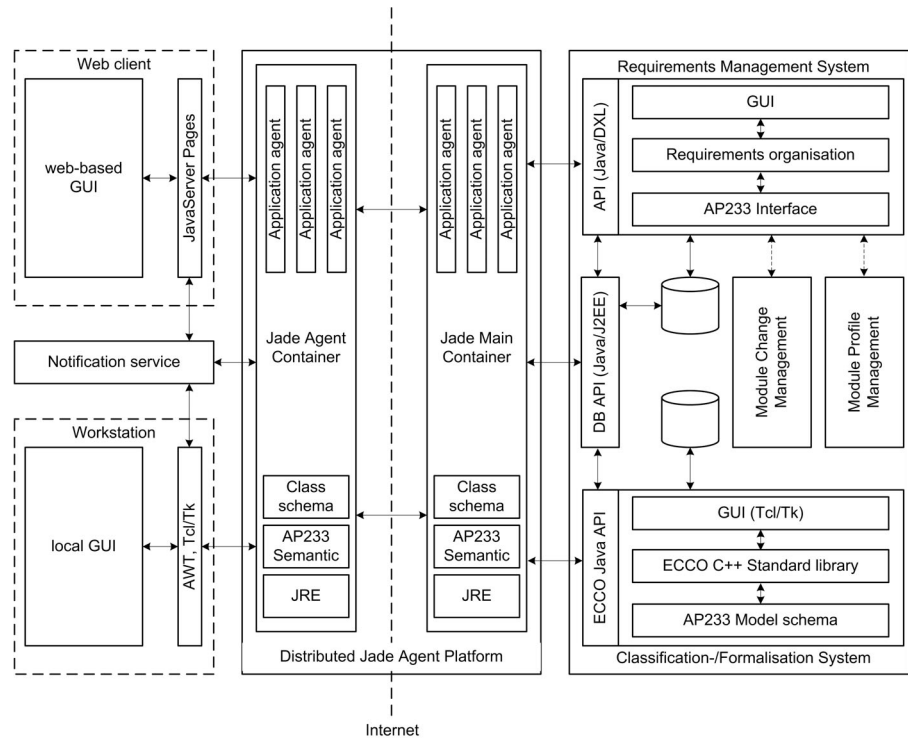 Web client
web-based
GUI
JavaServer Pages
Notification service
Workstation
local GUI
AWT, Tcl/Tk
Application agent
Application agent
Application agent
Jade Agent
Container
Class
schema
AP233
Semantic
JRE
Application agent
Application agent
Application agent
Jade Main
Container
Class
schema
AP233
Semantic
JRE
Distributed Jade Agent Platform
Internet
Requirements Management System
API (Java/DXL)
GUI
Requirements organisation
AP233 Interface
DB API (Java/J2EE)
Module Change
Management
Module Profile
Management
ECCO Java API
GUI (Tcl/Tk)
ECCO C++ Standard library
AP233 Model schema
Classification-/Formalisation System